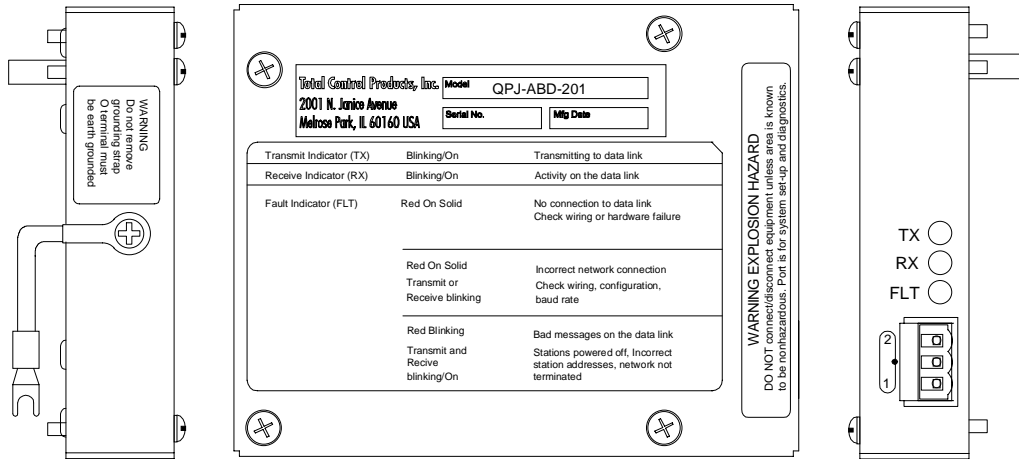 WARNING
Do not remove
grounding strap
O terminal must
be earth grounded
Total Control Products, Inc.
2001 N. Janice Avenue
Melrose Park, IL 60160 USA
Model QPJ-ABD-201
Serial No. Mfg Date
Transmit Indicator (TX) Blinking/On Transmitting to data link
Receive Indicator (RX) Blinking/On Activity on the data link
Fault Indicator (FLT) Red On Solid No connection to data link
Check wiring or hardware failure
Red On Solid Incorrect network connection
Transmit or Check wiring, configuration,
Receive blinking baud rate
Red Blinking Bad messages on the data link
Transmit and Stations powered off, Incorrect
Recive station addresses, network not
blinking/On terminated
WARNING EXPLOSION HAZARD
DO NOT connect/disconnect equipment unless area is known
to be nonhazardous. Port is for system set-up and diagnostics.
TX
RX
FLT
2
1